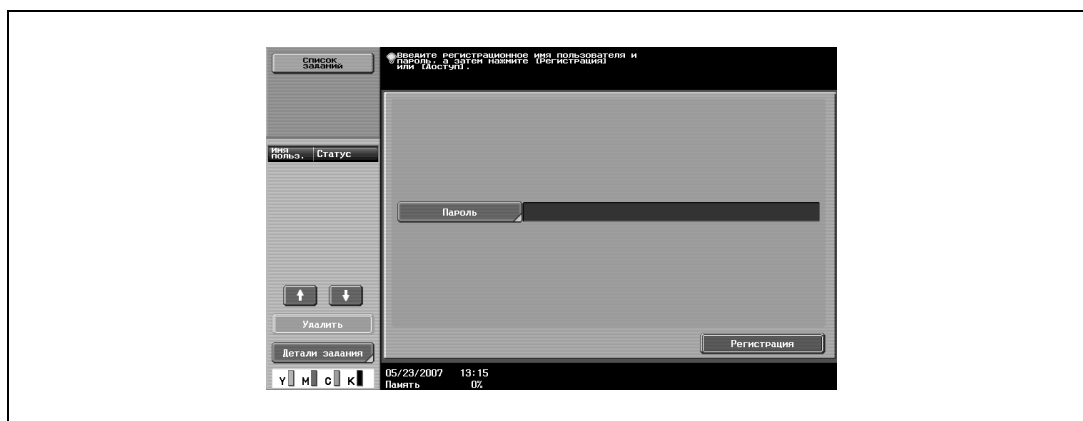 Список
заданий
Введите регистрационное имя пользователя и
пароль, а затем нажмите [Регистрация]
или [Доступ].
Имя
польз.
Статус
Пароль
Удалить
Детали задания
Регистрация
Y M C K
05/23/2007 13:15
Память 0%